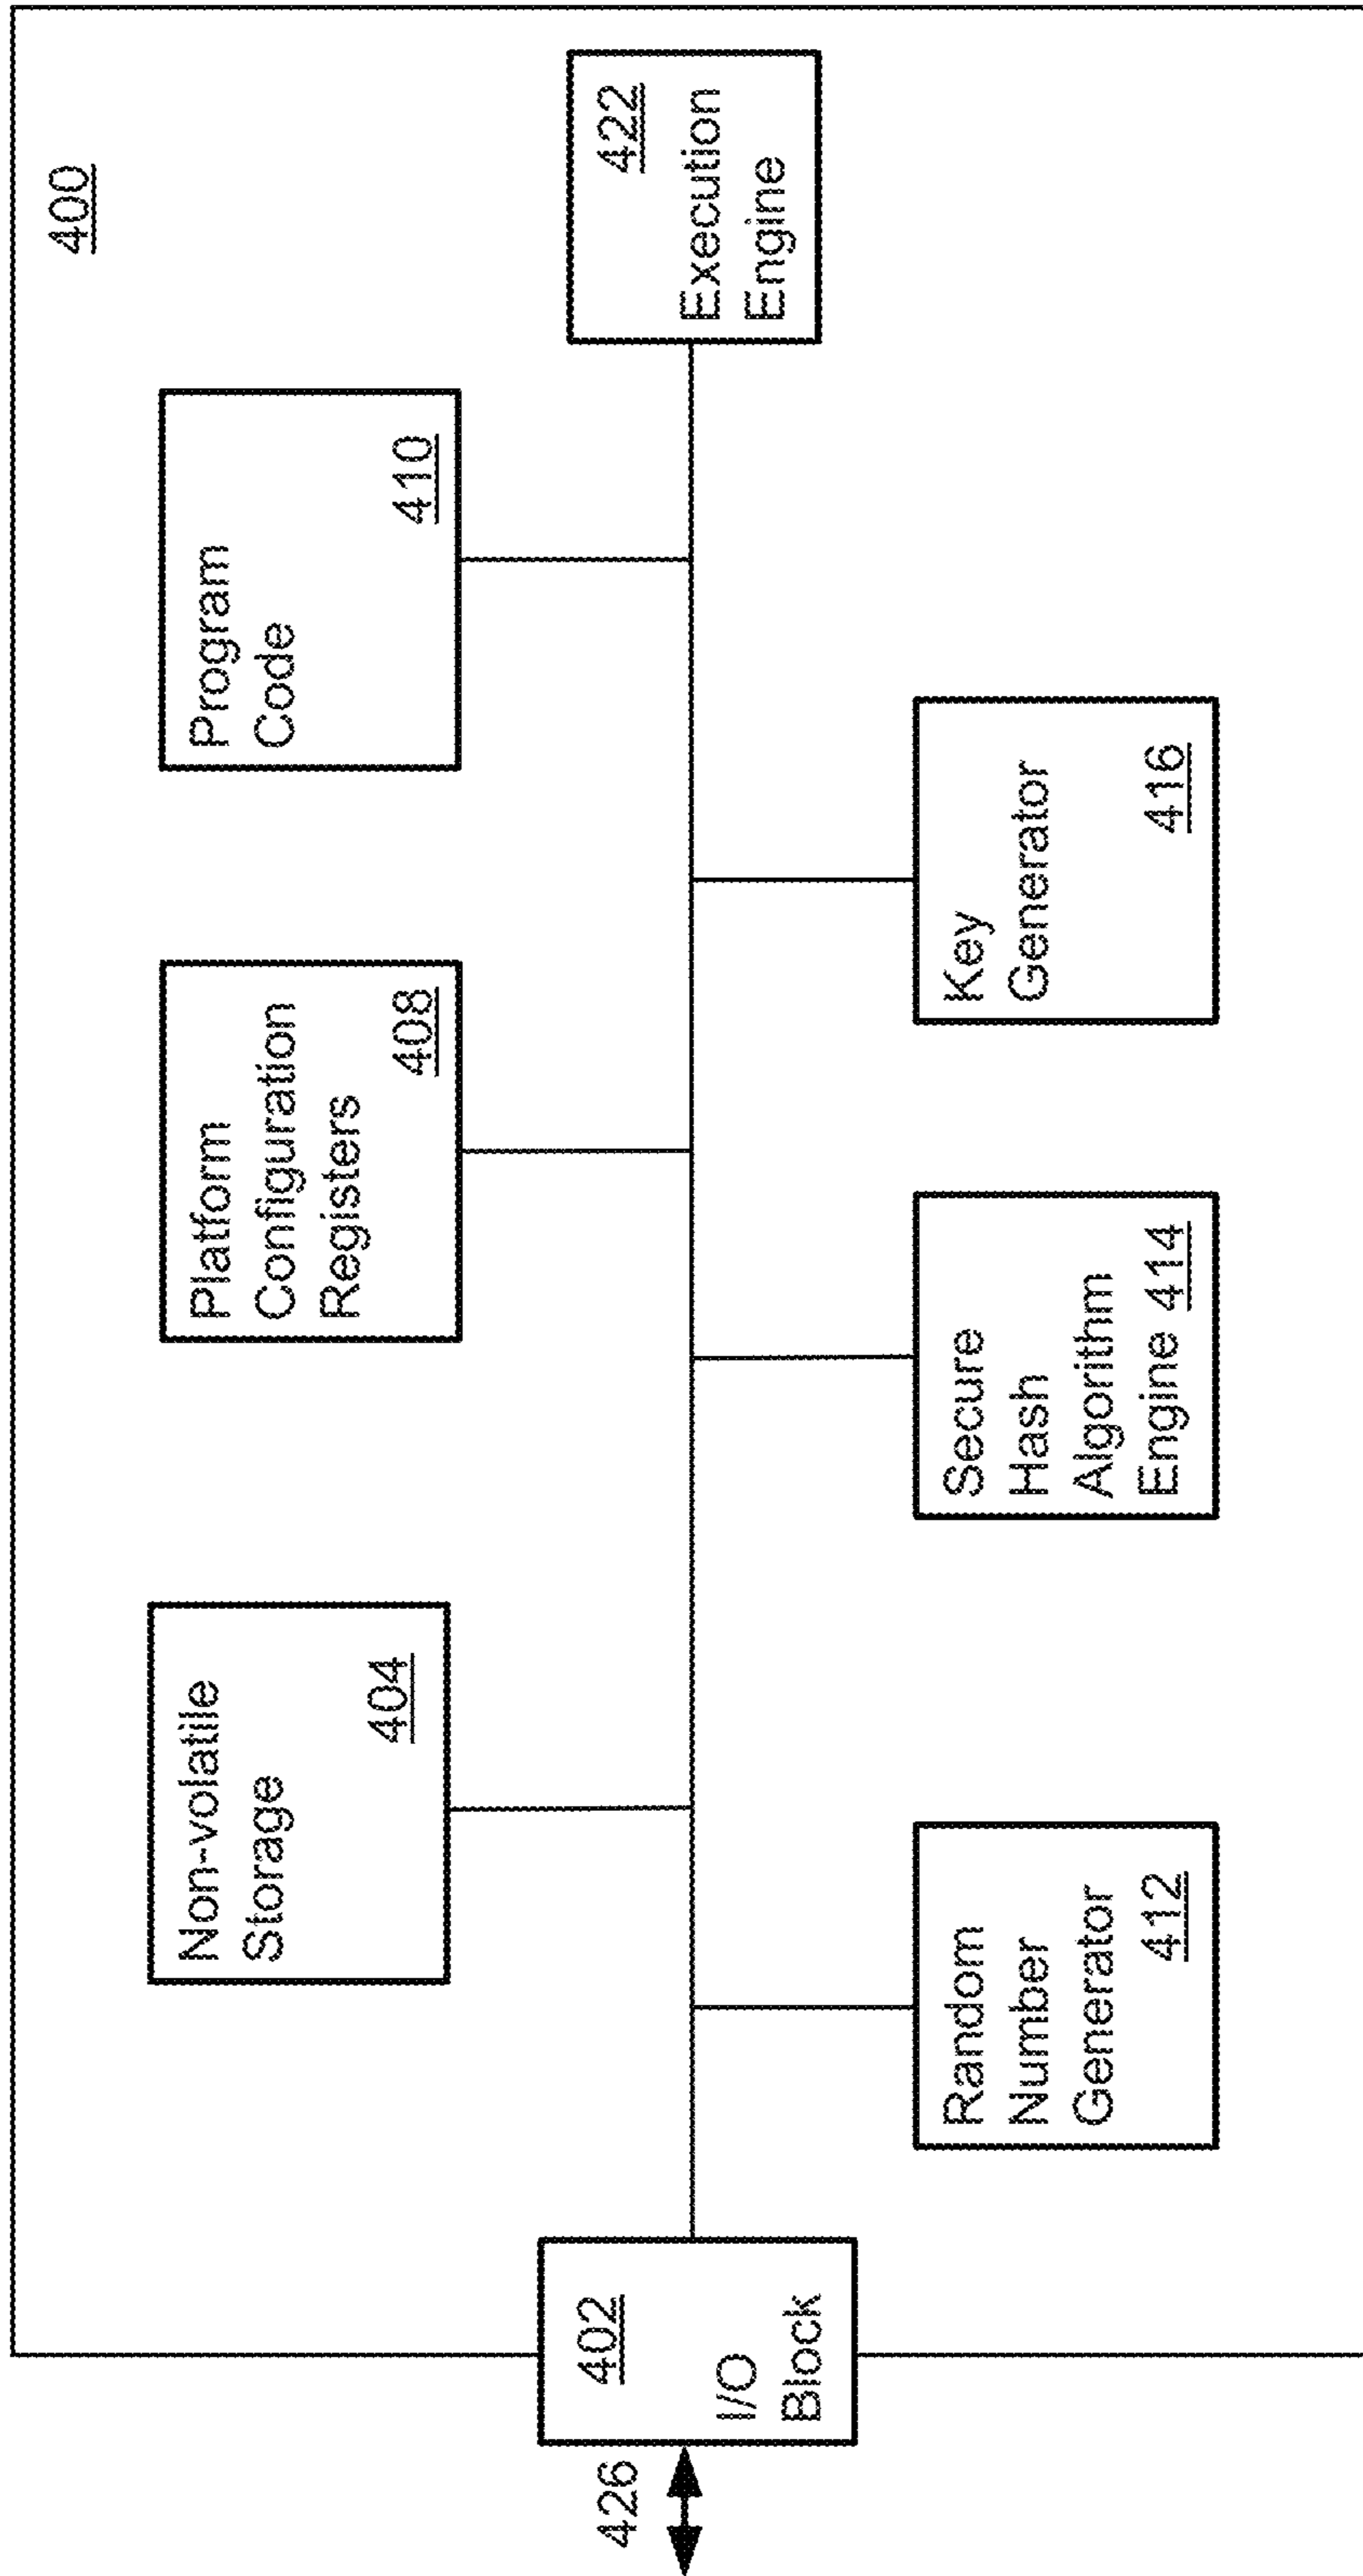 400
Non-volatile
Storage
404
Platform
Configuration
Registers
408
Program
Code
410
426
402
I/O
Block
422
Execution
Engine
Random
Number
Generator
412
Secure
Hash
Algorithm
Engine 414
Key
Generator
416